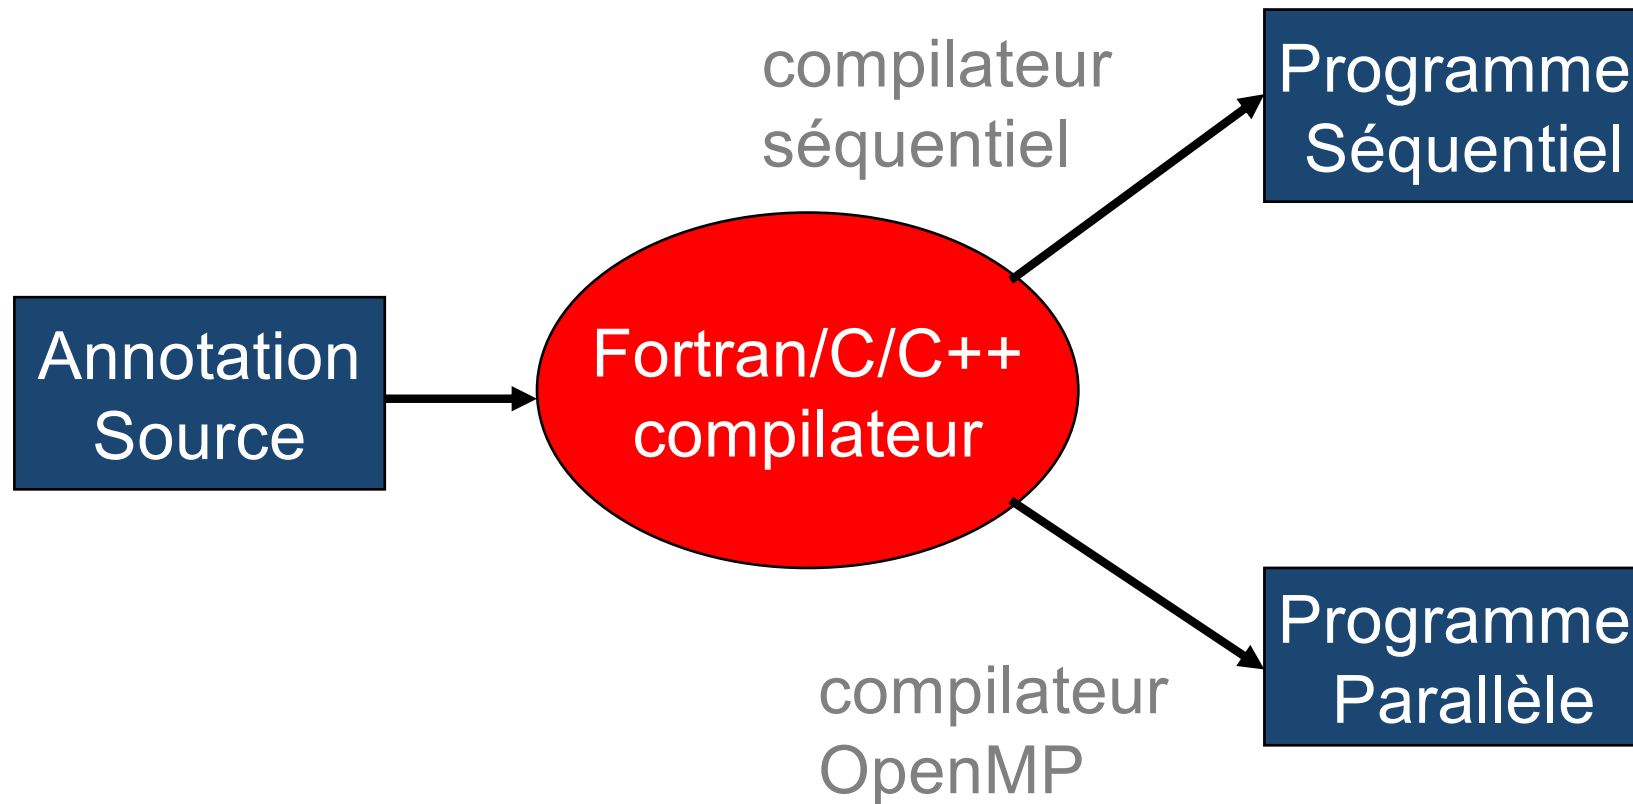 compilateur
séquentiel
Programme
Séquentiel
Annotation
Source
Fortran/C/C++
compilateur
compilateur
OpenMP
Programme
Parallèle